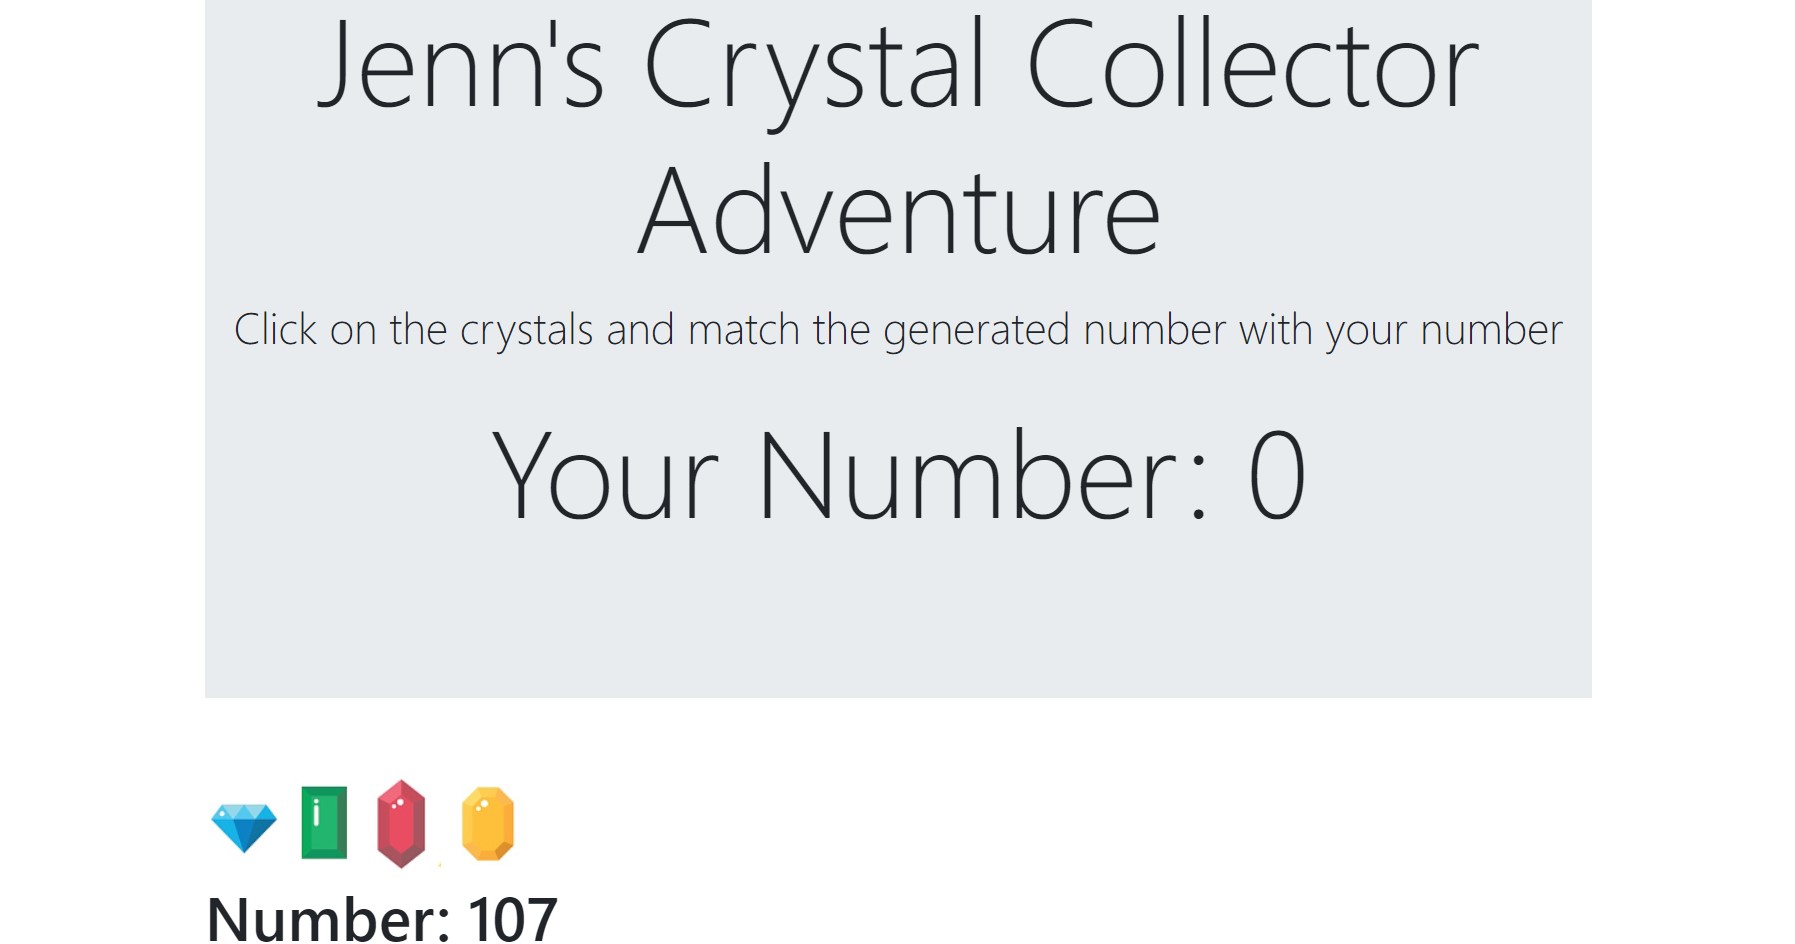 Jenn's Crystal Collector
Adventure
Click on the crystals and match the generated number with your number
Your Number: 0
Number: 107